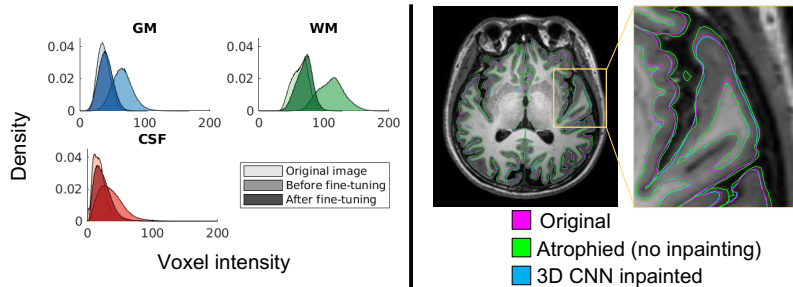 GM
WM
0.04
0.02
0
0
100
200
0.04
0.02
0
0
100
200
CSF
0.04
0.02
0
0
100
200
Density
Voxel intensity
Original image
Before fine-tuning
After fine-tuning
Original
Atrophied (no inpainting)
3D CNN inpainted